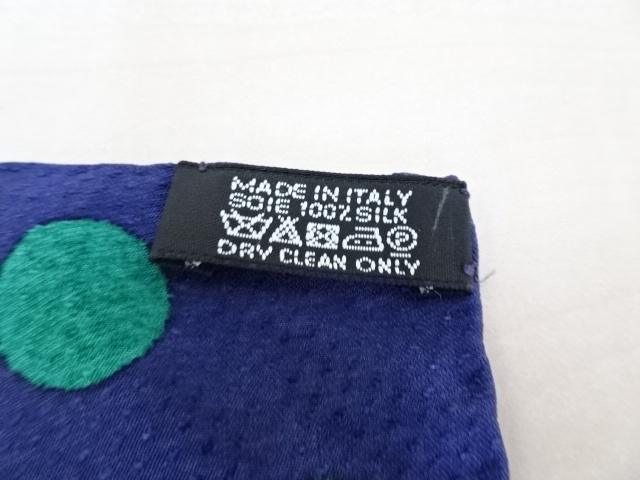 MADE IN ITALY
SOIE 100% SILK
P
DRY CLEAN ONLY